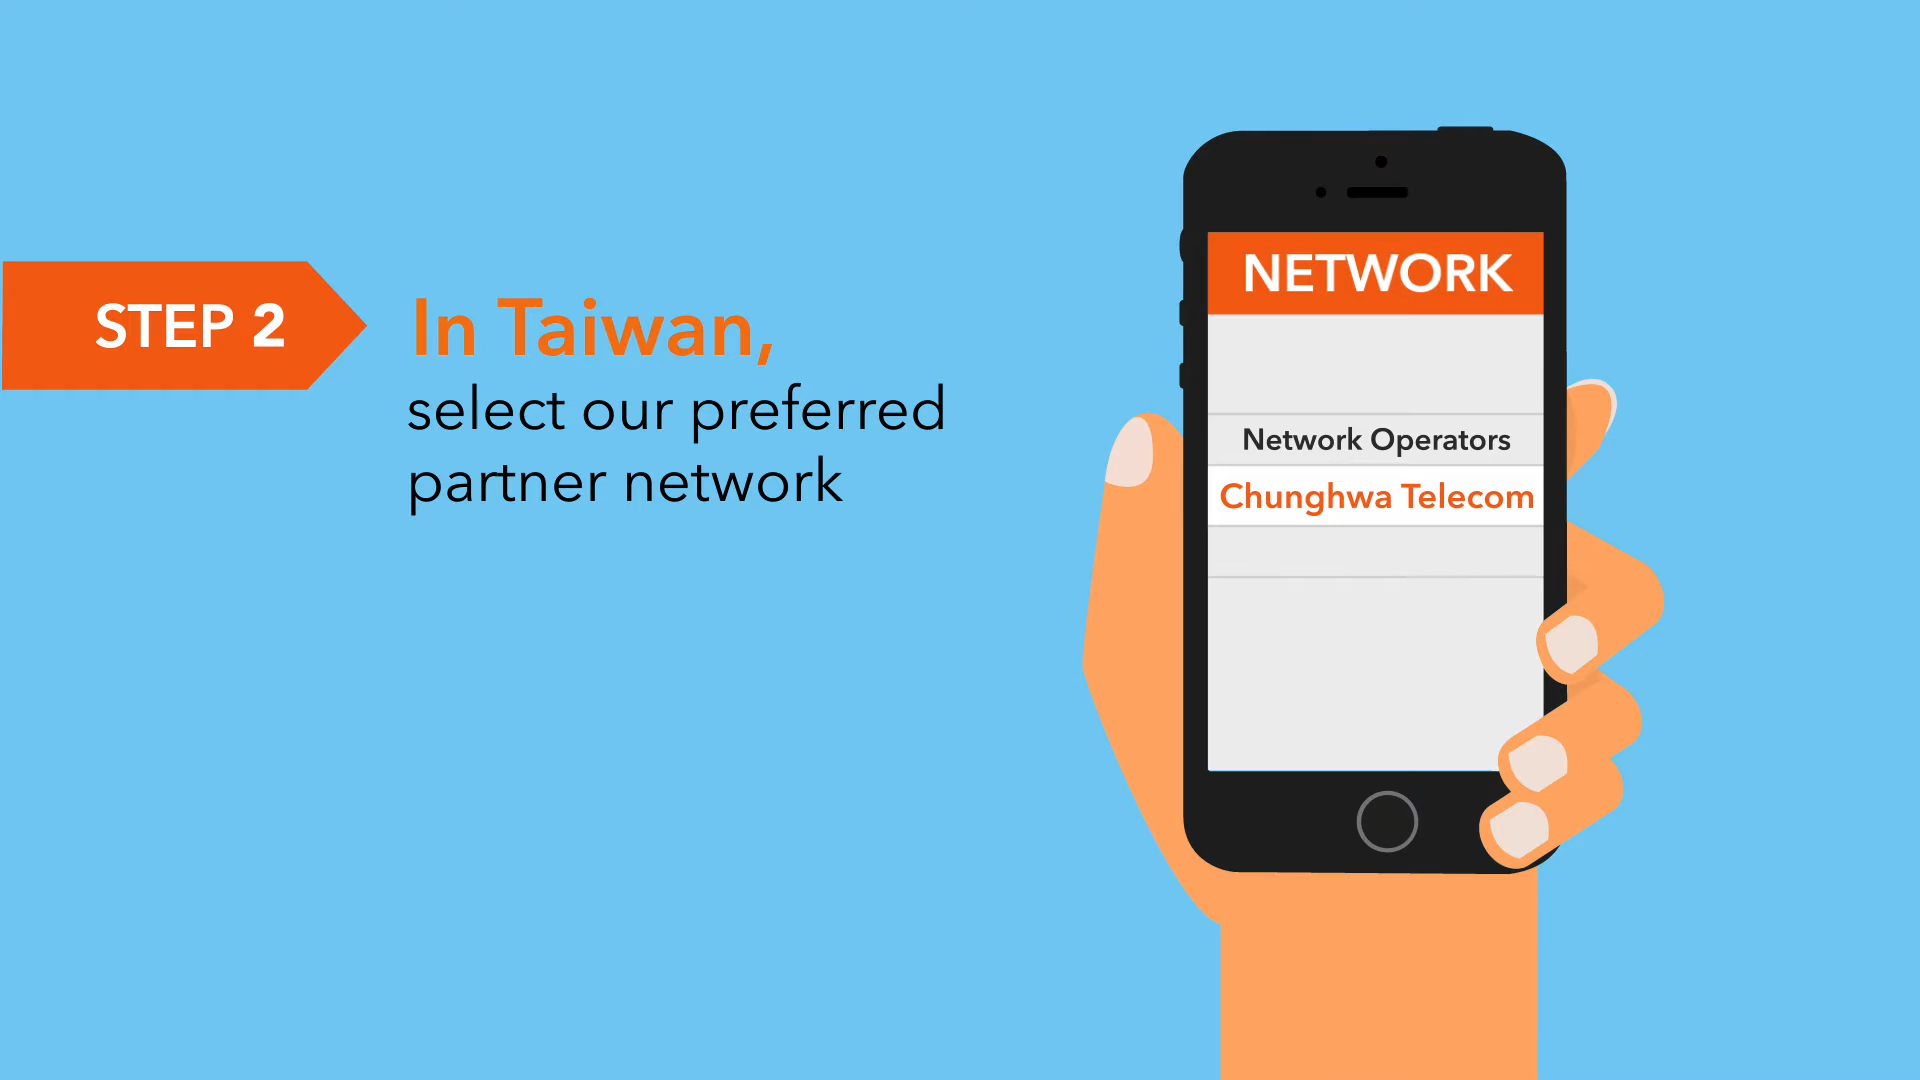 STEP 2
In Taiwan,
select our preferred
partner network
NETWORK
Network Operators
Chunghwa Telecom